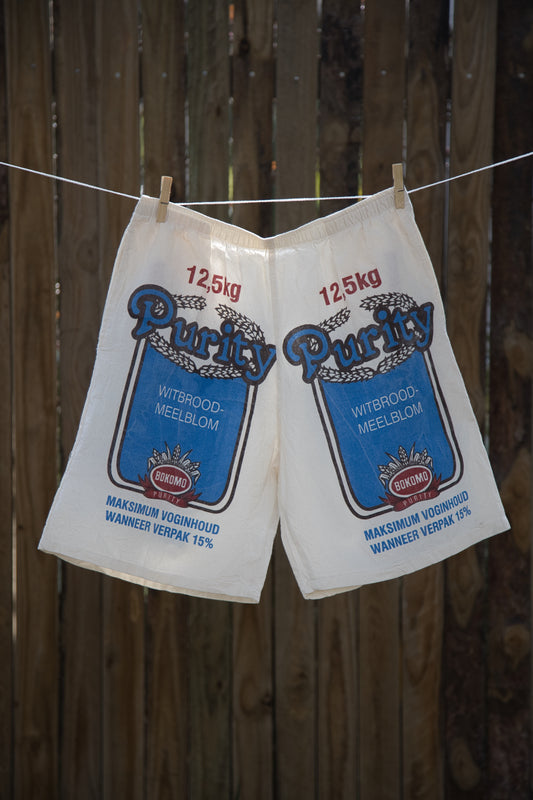 12,5kg
Purity
WITBROOD-
MEELBLOM
BOKOMO
PURITY
MAKSIMUM VOGINHOUD
WANNEER VERPAK 15%
12,5kg
Purity
WITBROOD-
MEELBLOM
BOKOMO
PURITY
MAKSIMUM VOGINHOUD
WANNEER VERPAK 15%